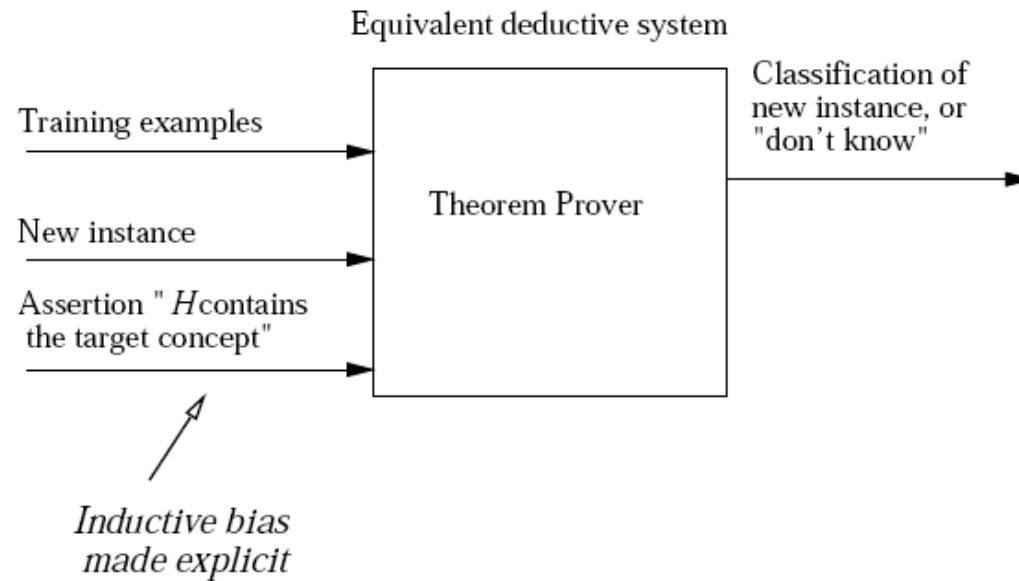 Equivalent deductive system
Training examples
New instance
Assertion " H contains
the target concept"
Theorem Prover
Classification of
new instance, or
"don't know"
Inductive bias
made explicit